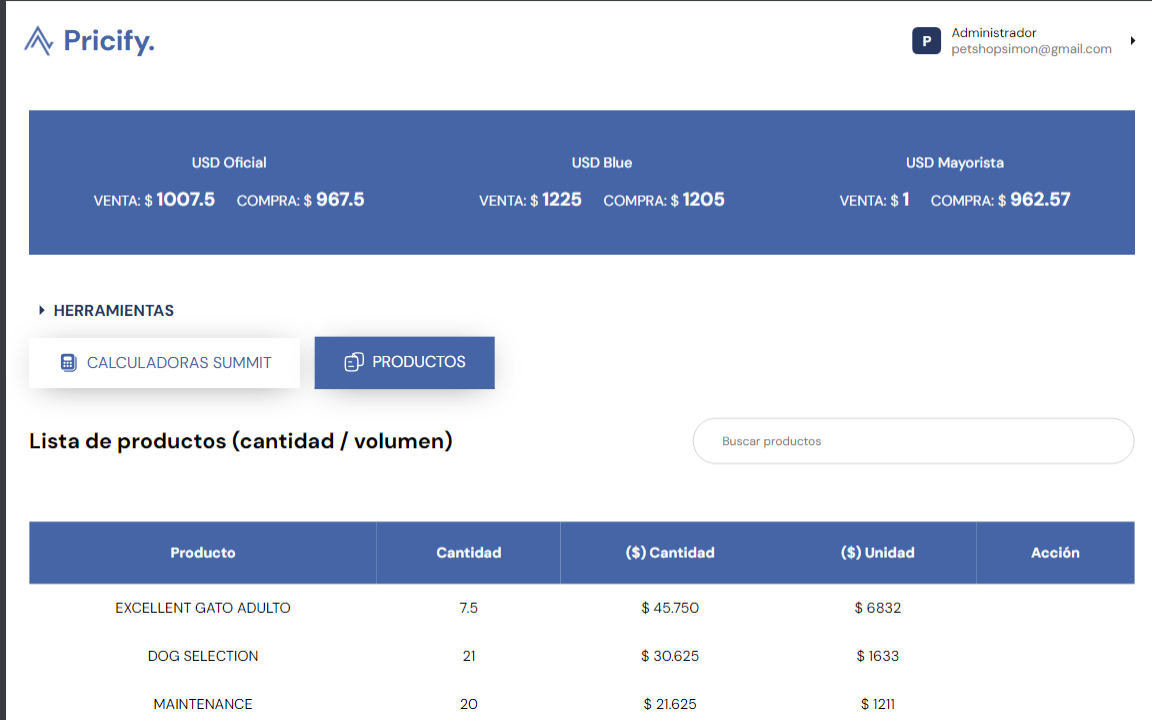 Pricify.
P
Administrador
petshopsimon@gmail.com
USD Oficial
VENTA: $ 1007.5 COMPRA: $ 967.5
USD Blue
VENTA: $ 1225 COMPRA: $ 1205
USD Mayorista
VENTA: $ 1 COMPRA: $ 962.57
HERRAMIENTAS
CALCULADORAS SUMMIT
PRODUCTOS
Lista de productos (cantidad / volumen)
Buscar productos
Producto Cantidad ($) Cantidad ($) Unidad Acción
EXCELLENT GATO ADULTO 7.5 $ 45.750 $ 6832
DOG SELECTION 21 $ 30.625 $ 1633
MAINTENANCE 20 $ 21.625 $ 1211